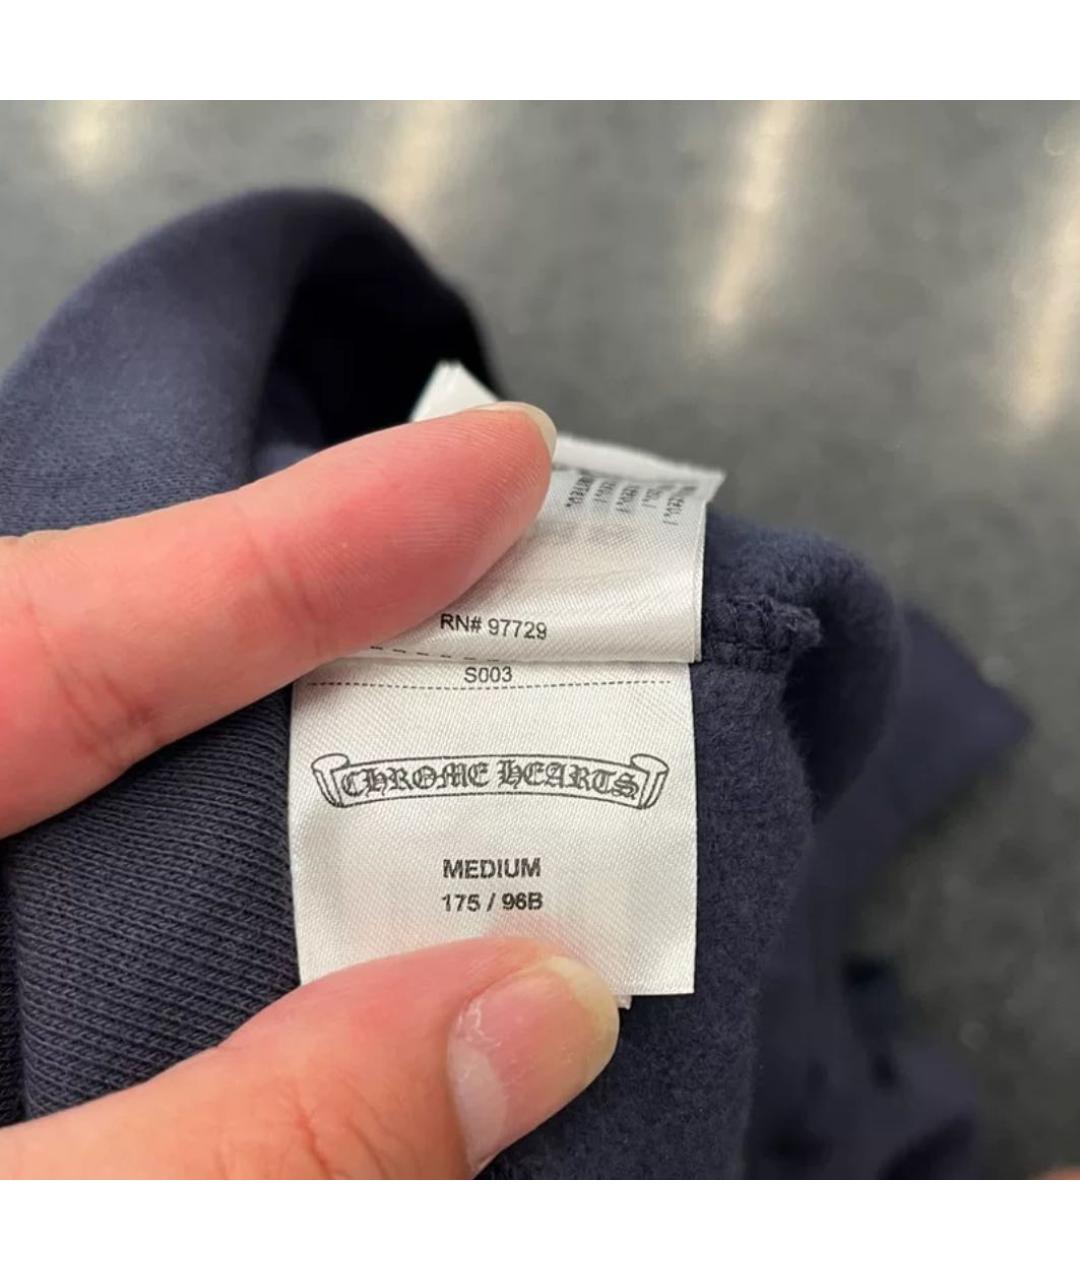 RN# 97729
S003
CHROME HEARTS
MEDIUM
175 / 96B